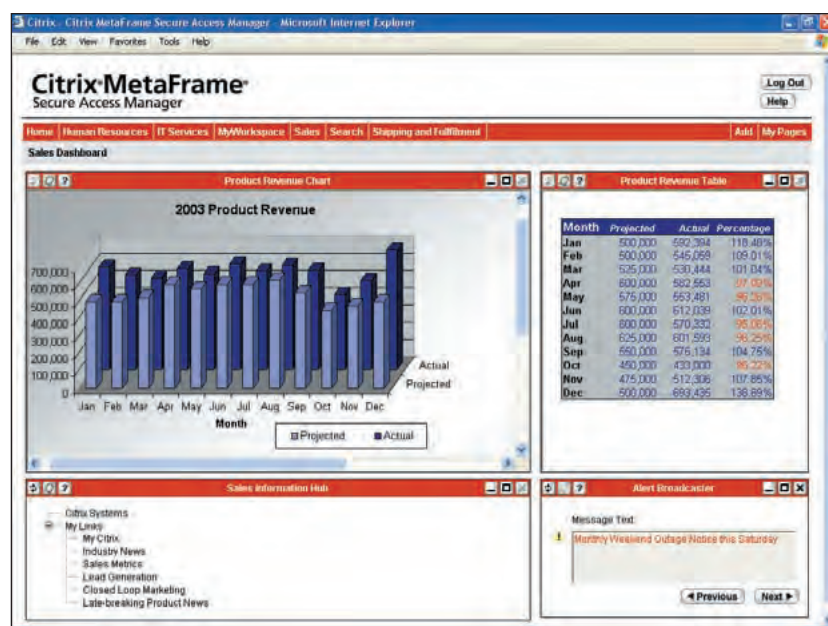 Citrix - Citrix MetaFrame Secure Access Manager - Microsoft Internet Explorer
File Edit View Favorites Tools Help
Citrix® MetaFrame®
Secure Access Manager
Log Out
Help
Home Human Resources IT Services MyWorkspace Sales Search Shipping and Fulfillment Add My Pages
Sales Dashboard
Product Revenue Chart
2003 Product Revenue
700,000
600,000
500,000
400,000
300,000
200,000
100,000
0
Jan Feb Mar Apr May Jun Jul Aug Sep Oct Nov Dec
Month
Actual
Projected
Projected Actual
Product Revenue Table
Month Projected Actual Percentage
Jan 500,000 592,394 118.48%
Feb 500,000 545,059 109.01%
Mar 525,000 530,444 101.04%
Apr 600,000 582,553
May 575,000 553,481
Jun 600,000 612,039 102.01%
Jul 600,000 570,332
Aug 625,000 601,593 96.25%
Sep 550,000 576,134 104.75%
Oct 450,000 433,000 96.22%
Nov 475,000 512,306 107.85%
Dec 500,000 693,435
Sales Information Hub
Citrix Systems
My Links
My Citrix
Industry News
Sales Metrics
Lead Generation
Closed Loop Marketing
Late-breaking Product News
Alert Broadcaster
Message Text:
Monthly Weekend Outage Notice this Saturday
Previous Next